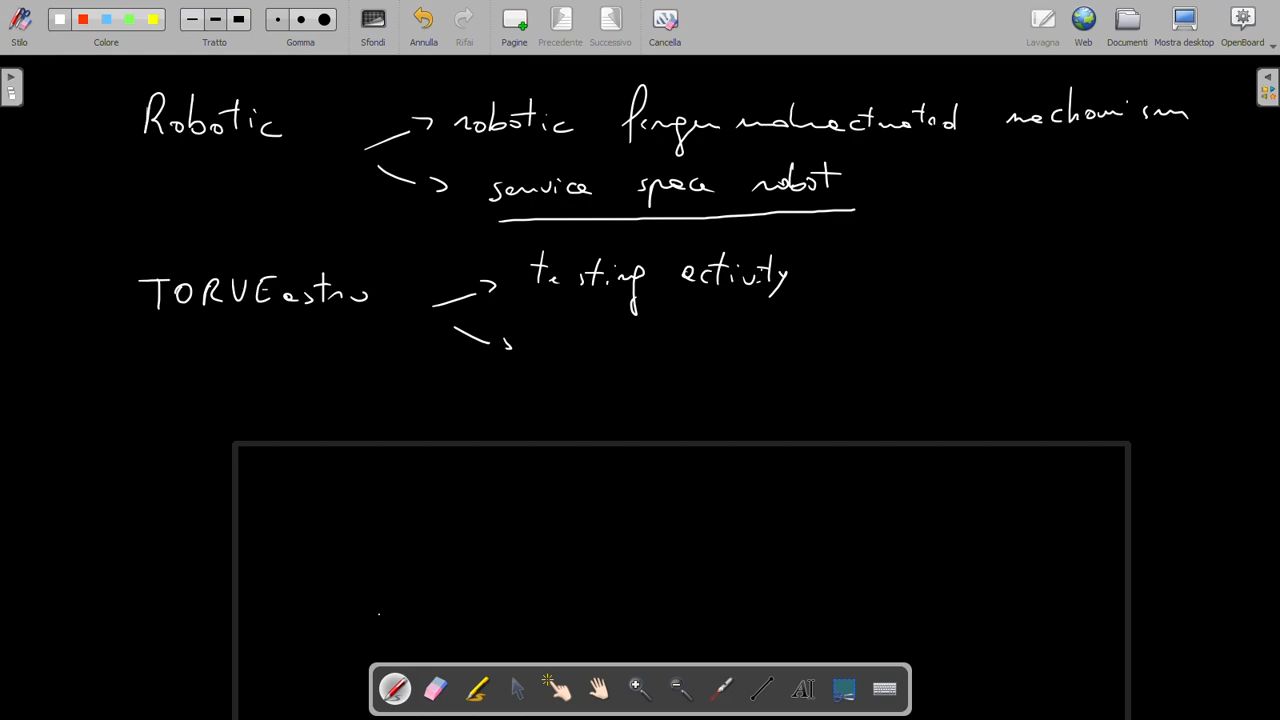 Stilo Colore Tratto Gomma Sfondi Annulla Rifai Pagine Precedente Successivo Cancella Lavagna Web Documenti Mostra desktop OpenBoard
Robotic → robotic finger underactuated mechanism
→ service space robot
TORVEastro → testing activity
→